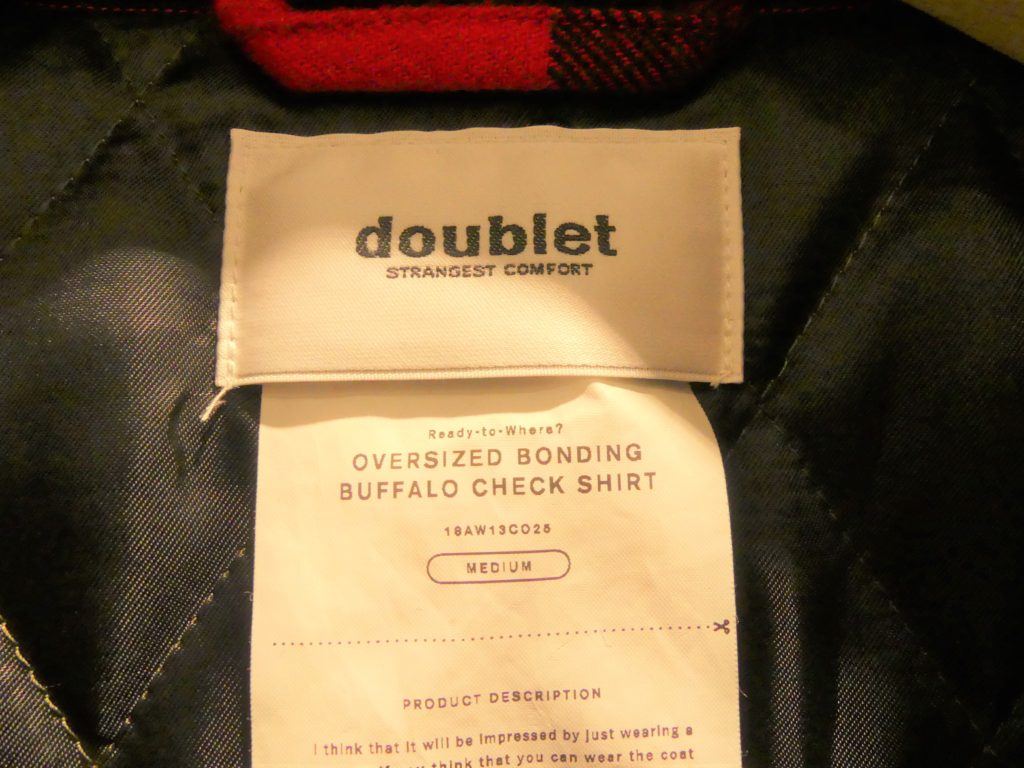 doublet
STRANGEST COMFORT
Ready-to-Where?
OVERSIZED BONDING
BUFFALO CHECK SHIRT
18AW13CO25
MEDIUM
PRODUCT DESCRIPTION
I think that it will be impressed by just wearing a
think that you can wear the coat